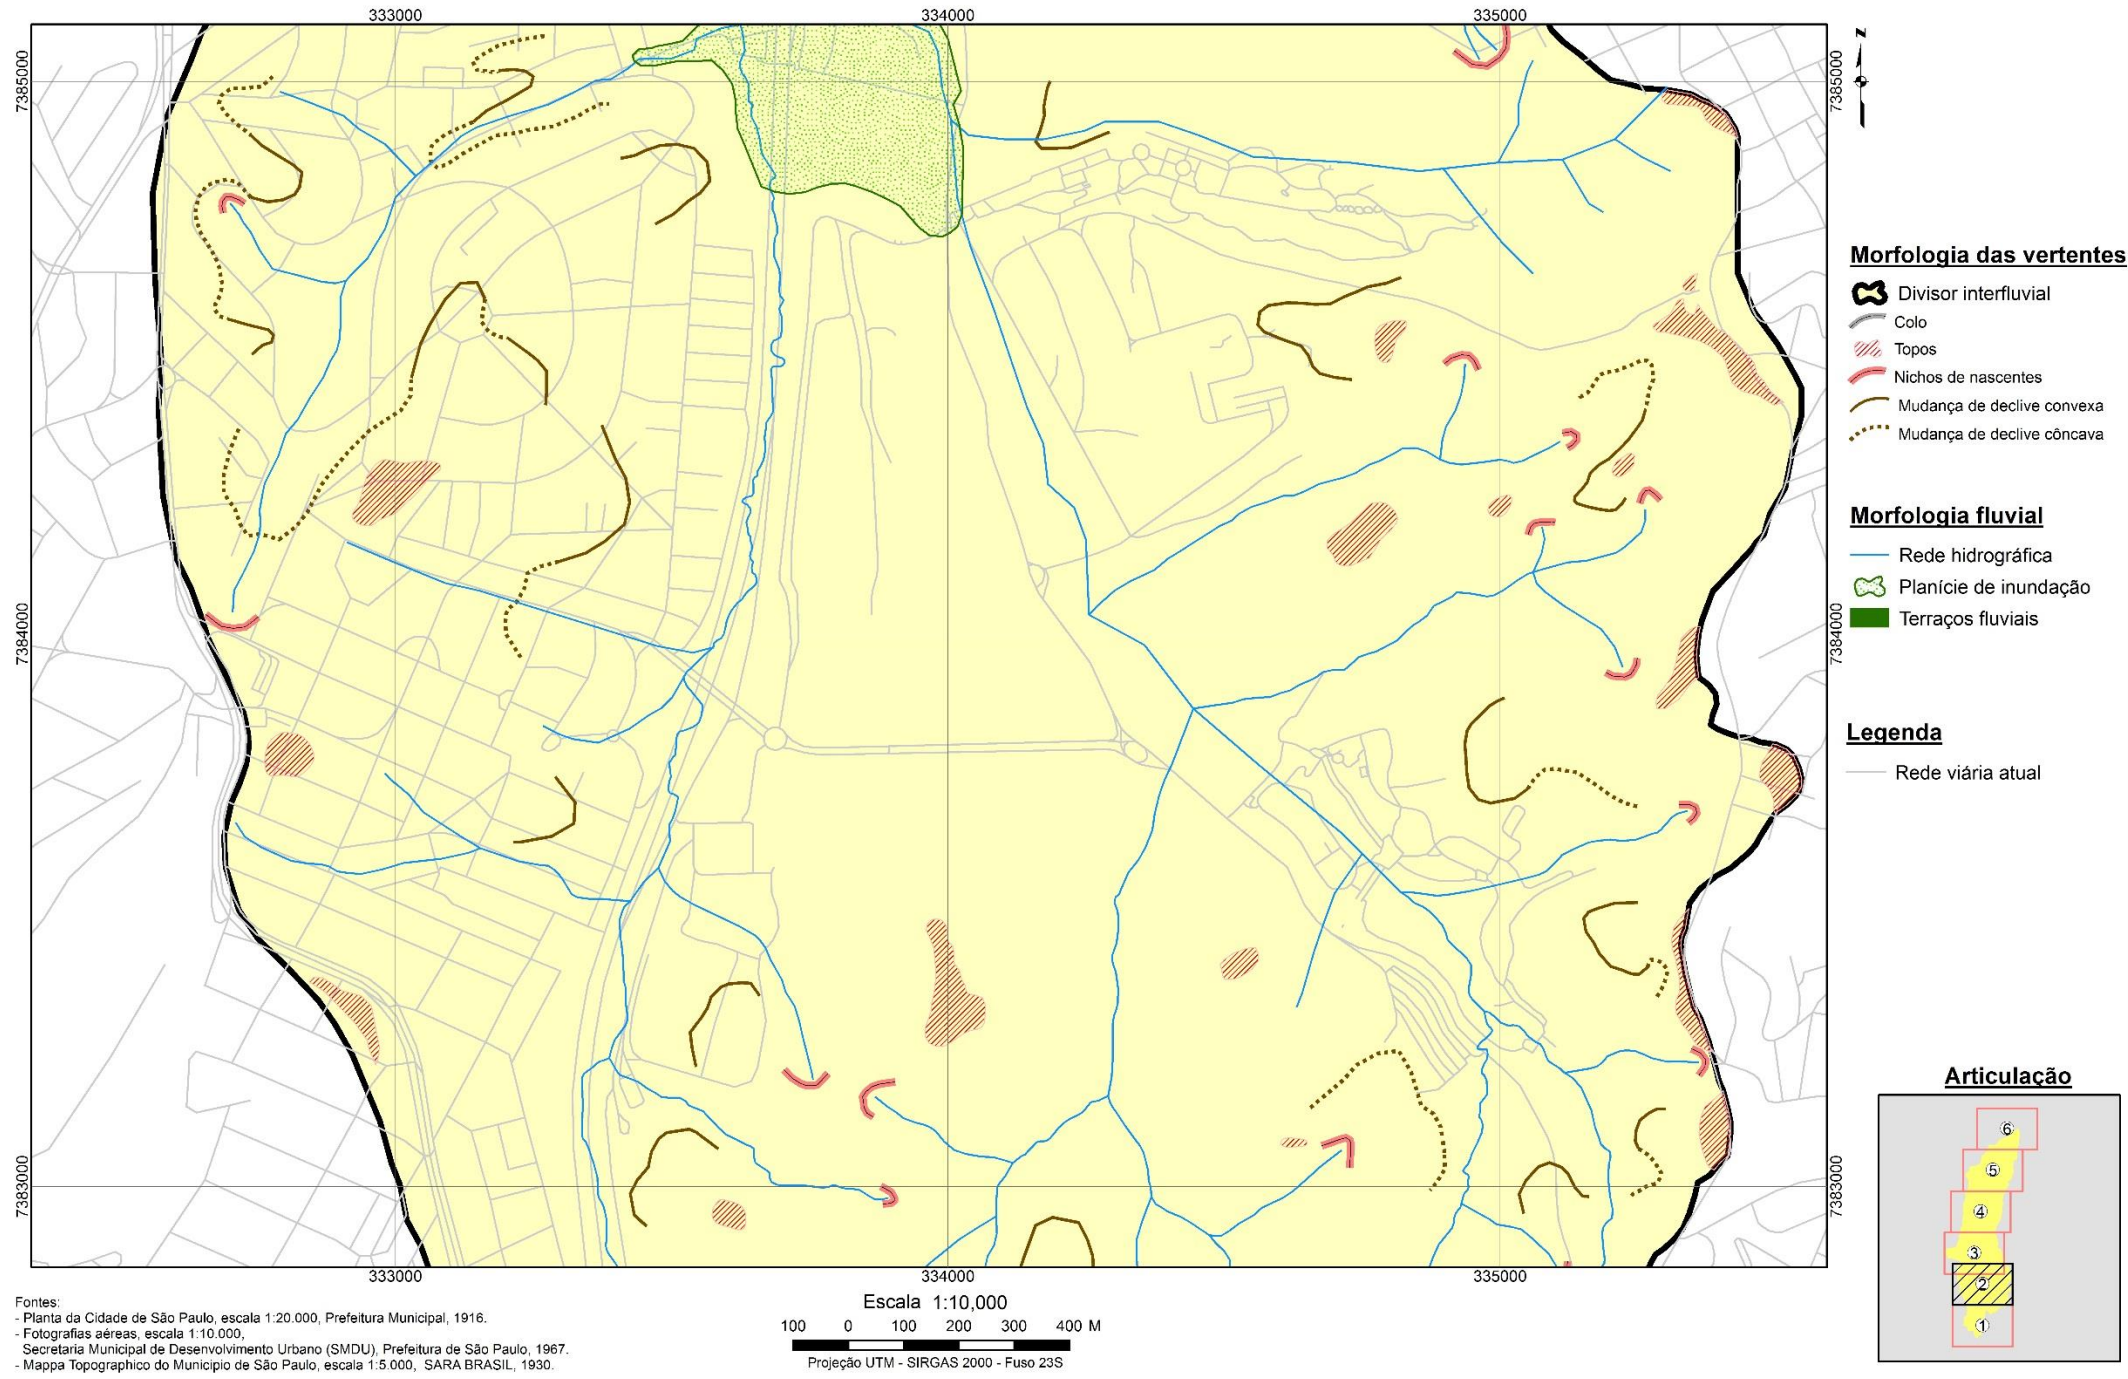 333000
334000
335000
7385000
7385000
N
7384000
7384000
7383000
7383000
333000
334000
335000
Morfologia das vertentes
Divisor interfluvial
Colo
Topos
Nichos de nascentes
Mudança de declive convexa
Mudança de declive côncava
Morfologia fluvial
Rede hidrográfica
Planície de inundação
Terraços fluviais
Legenda
Rede viária atual
Articulação
6
5
4
3
2
1
Fontes:
- Planta da Cidade de São Paulo, escala 1:20.000, Prefeitura Municipal, 1916.
- Fotografias aéreas, escala 1:10.000,
Secretaria Municipal de Desenvolvimento Urbano (SMDU), Prefeitura de São Paulo, 1967.
- Mappa Topographico do Municipio de São Paulo, escala 1:5.000, SARA BRASIL, 1930.
Escala 1:10,000
100 0 100 200 300 400 M
Projeção UTM - SIRGAS 2000 - Fuso 23S